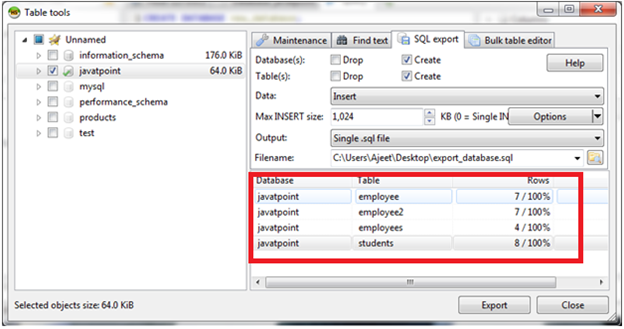 Table tools
Unnamed
information_schema 176.0 KiB
javatpoint 64.0 KiB
mysql
performance_schema
products
test
Maintenance Find text SQL export Bulk table editor
Database(s): Drop Create
Table(s): Drop Create
Help
Data: Insert
Max INSERT size: 1,024 KB (0 = Single IN Options
Output: Single .sql file
Filename: C:\Users\Ajeet\Desktop\export_database.sql
Database Table Rows
javatpoint employee 7 / 100%
javatpoint employee2 7 / 100%
javatpoint employees 4 / 100%
javatpoint students 8 / 100%
Selected objects size: 64.0 KiB
Export Close